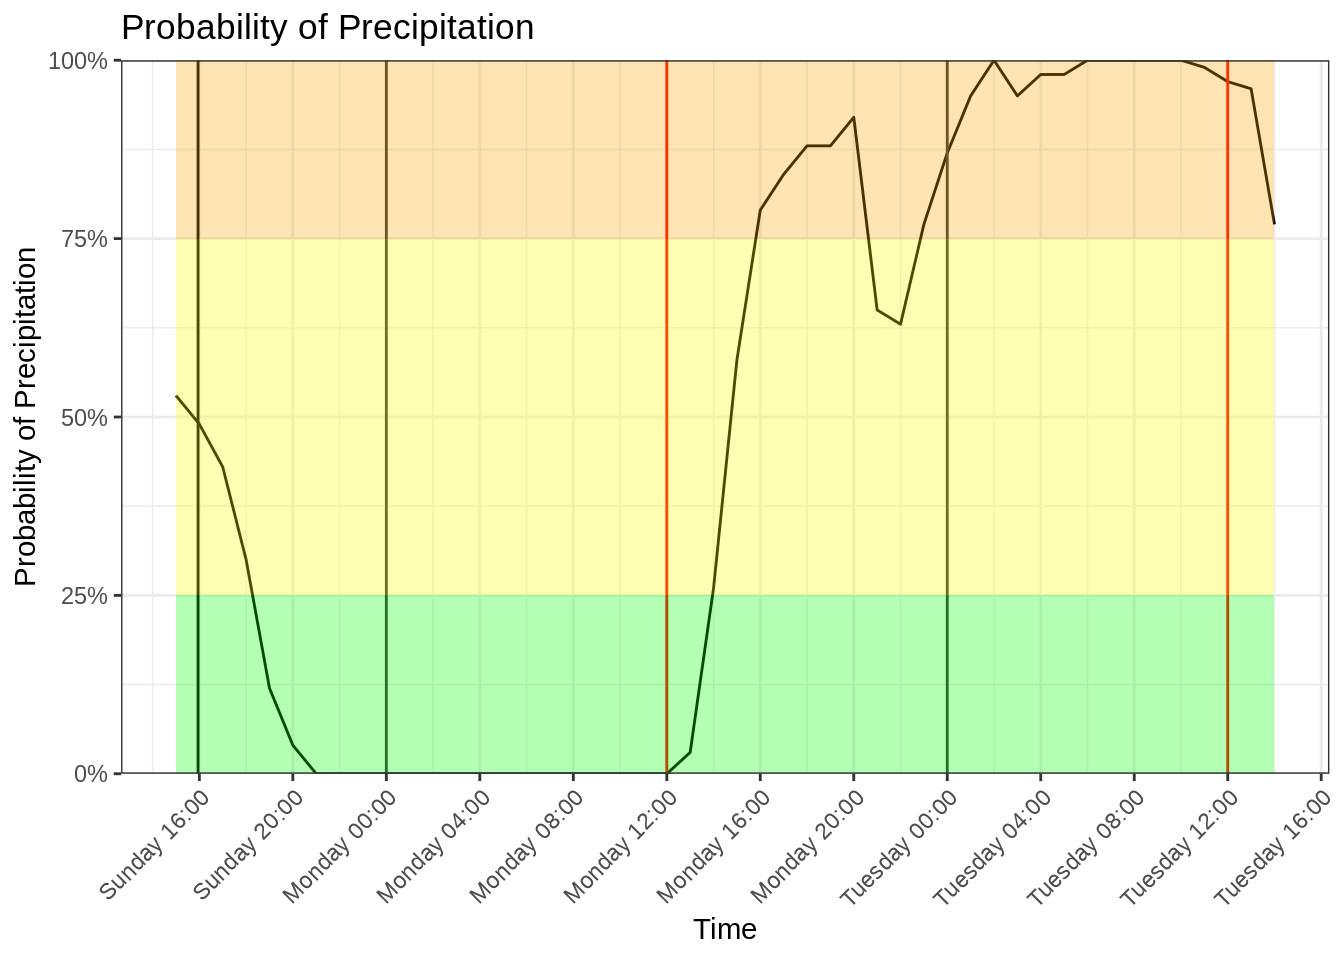 Probability of Precipitation
Probability of Precipitation
100%
75%
50%
25%
0%
Sunday 16:00
Sunday 20:00
Monday 00:00
Monday 04:00
Monday 08:00
Monday 12:00
Monday 16:00
Monday 20:00
Tuesday 00:00
Tuesday 04:00
Tuesday 08:00
Tuesday 12:00
Tuesday 16:00
Time